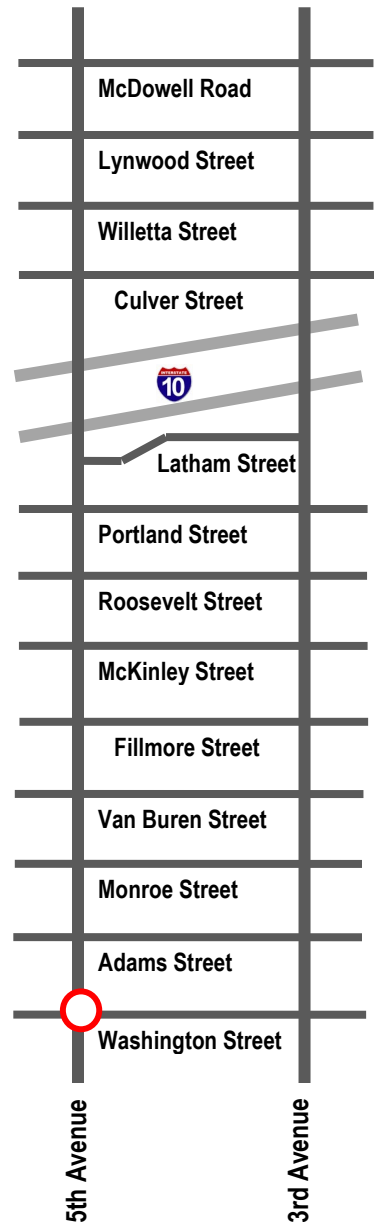 McDowell Road
Lynwood Street
Willetta Street
Culver Street
INTERSTATE
10
Latham Street
Portland Street
Roosevelt Street
McKinley Street
Fillmore Street
Van Buren Street
Monroe Street
Adams Street
Washington Street
5th Avenue
3rd Avenue